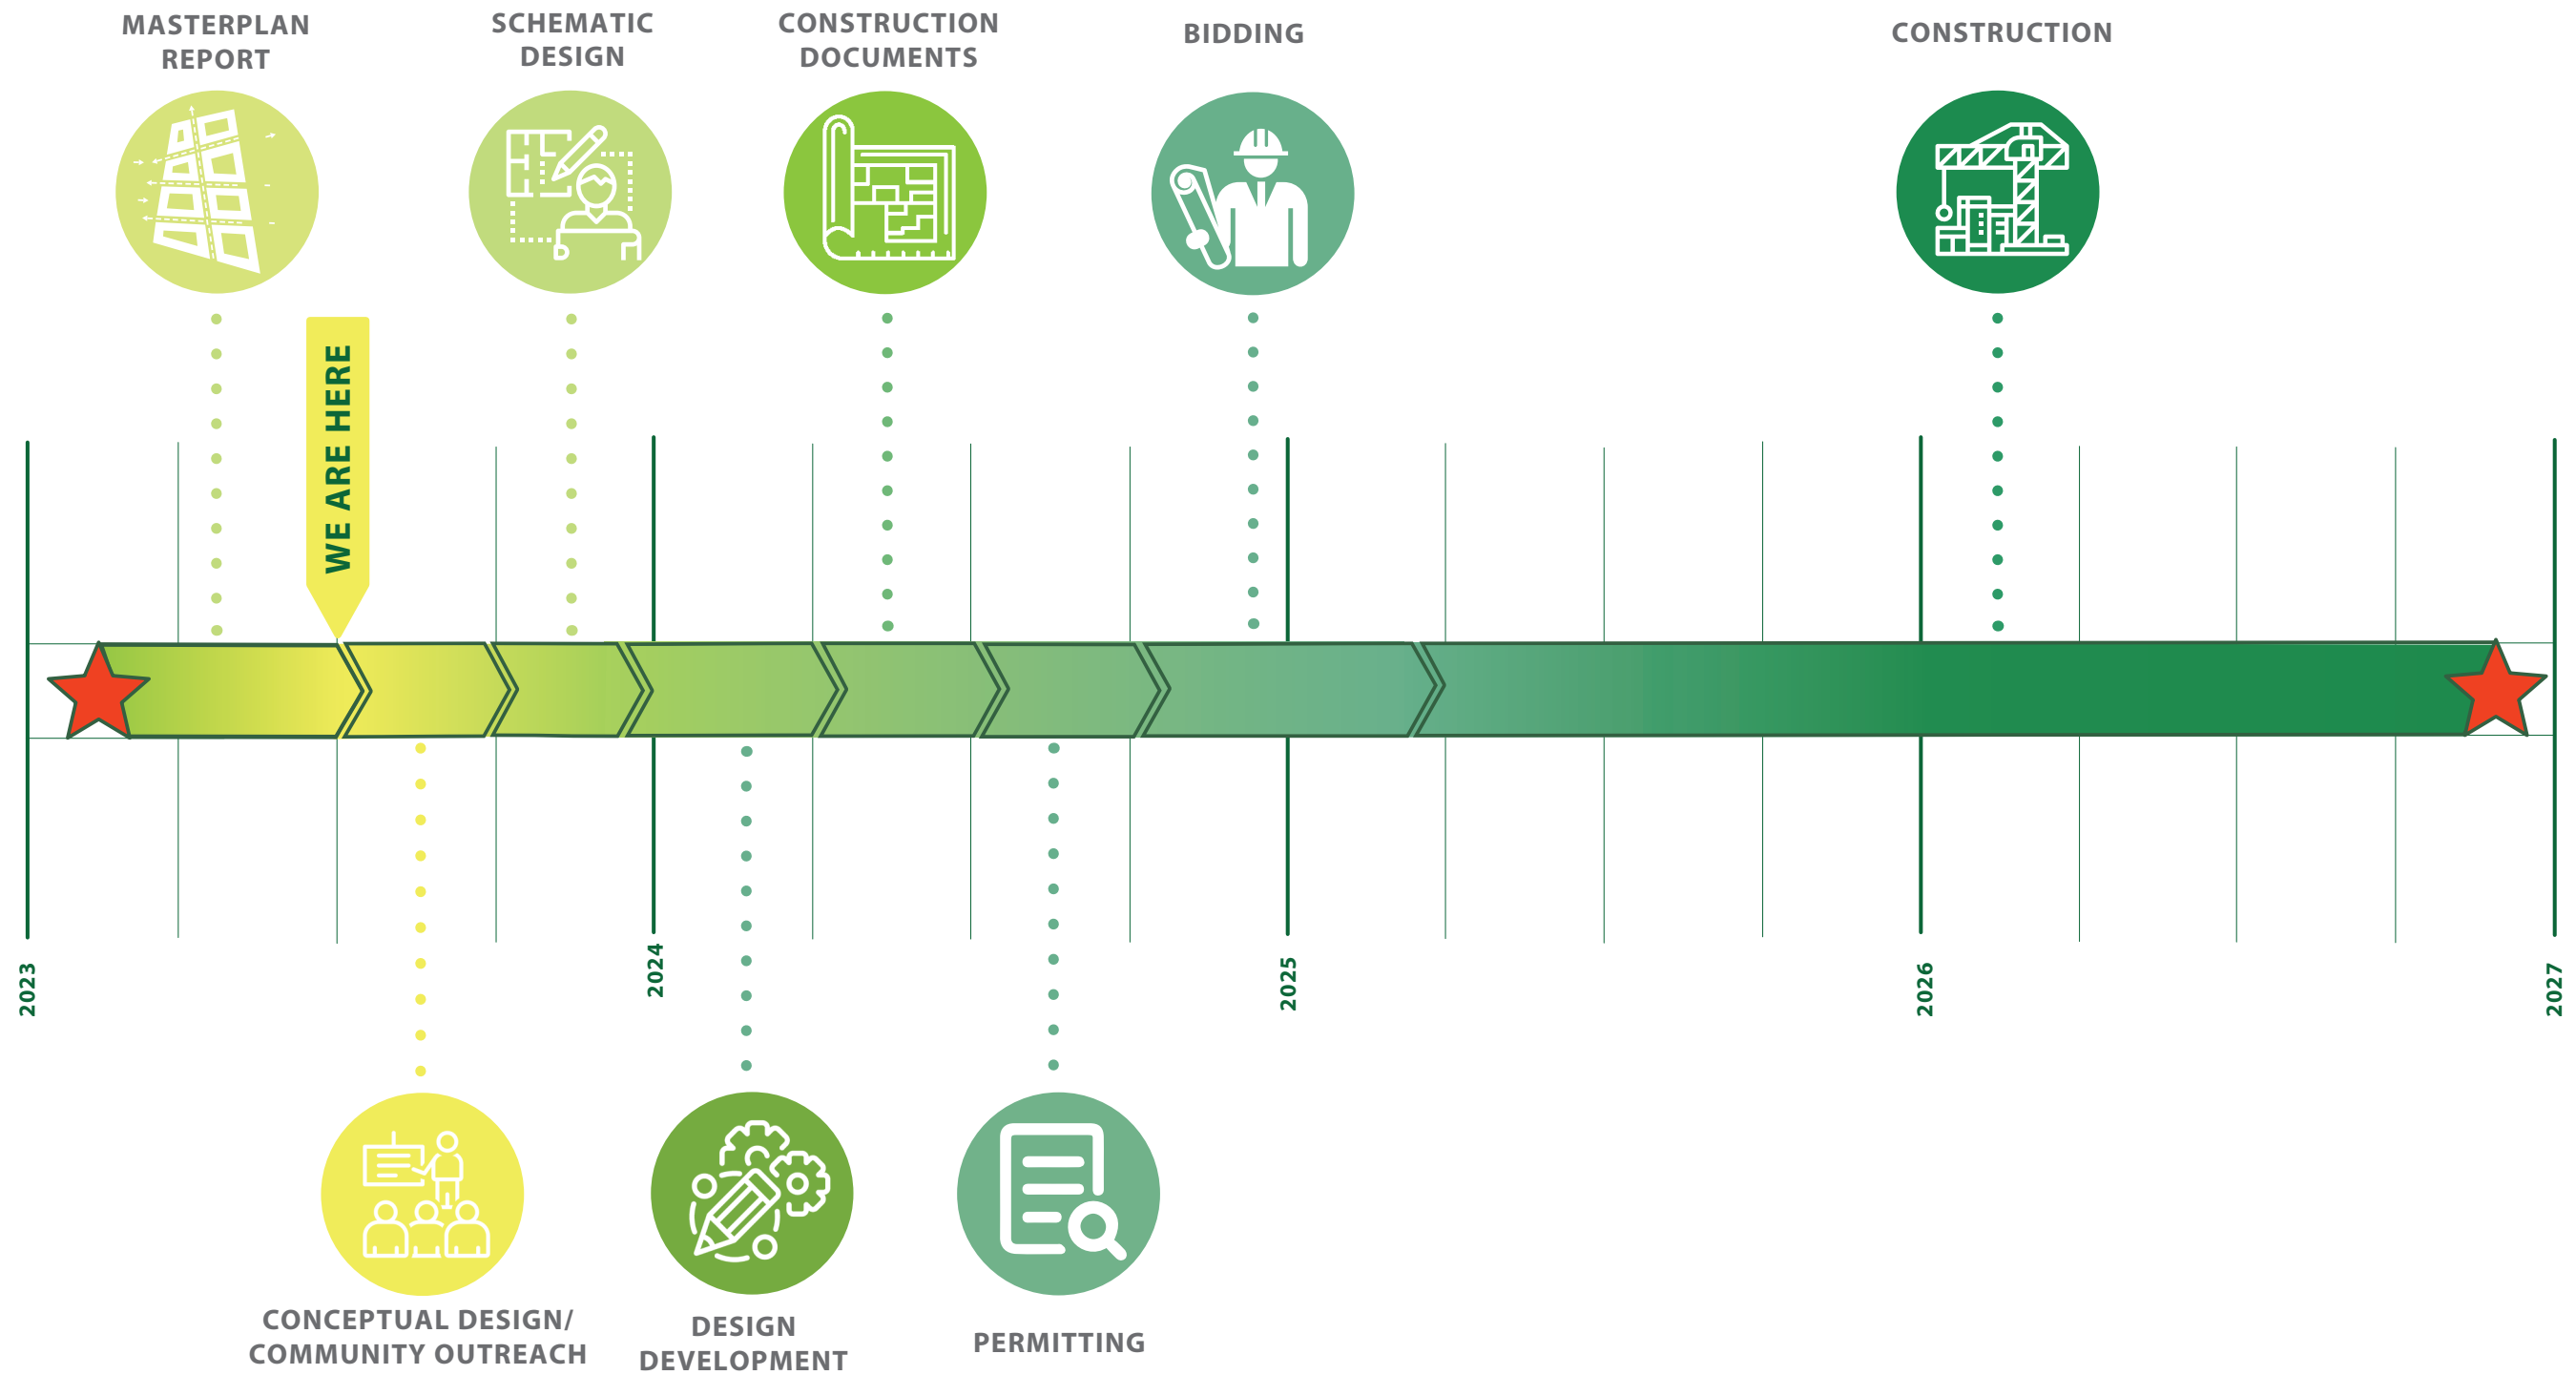 MASTERPLAN
REPORT
SCHEMATIC
DESIGN
CONSTRUCTION
DOCUMENTS
BIDDING
CONSTRUCTION
WE ARE HERE
2023
2024
2025
2026
2027
CONCEPTUAL DESIGN/
COMMUNITY OUTREACH
DESIGN
DEVELOPMENT
PERMITTING